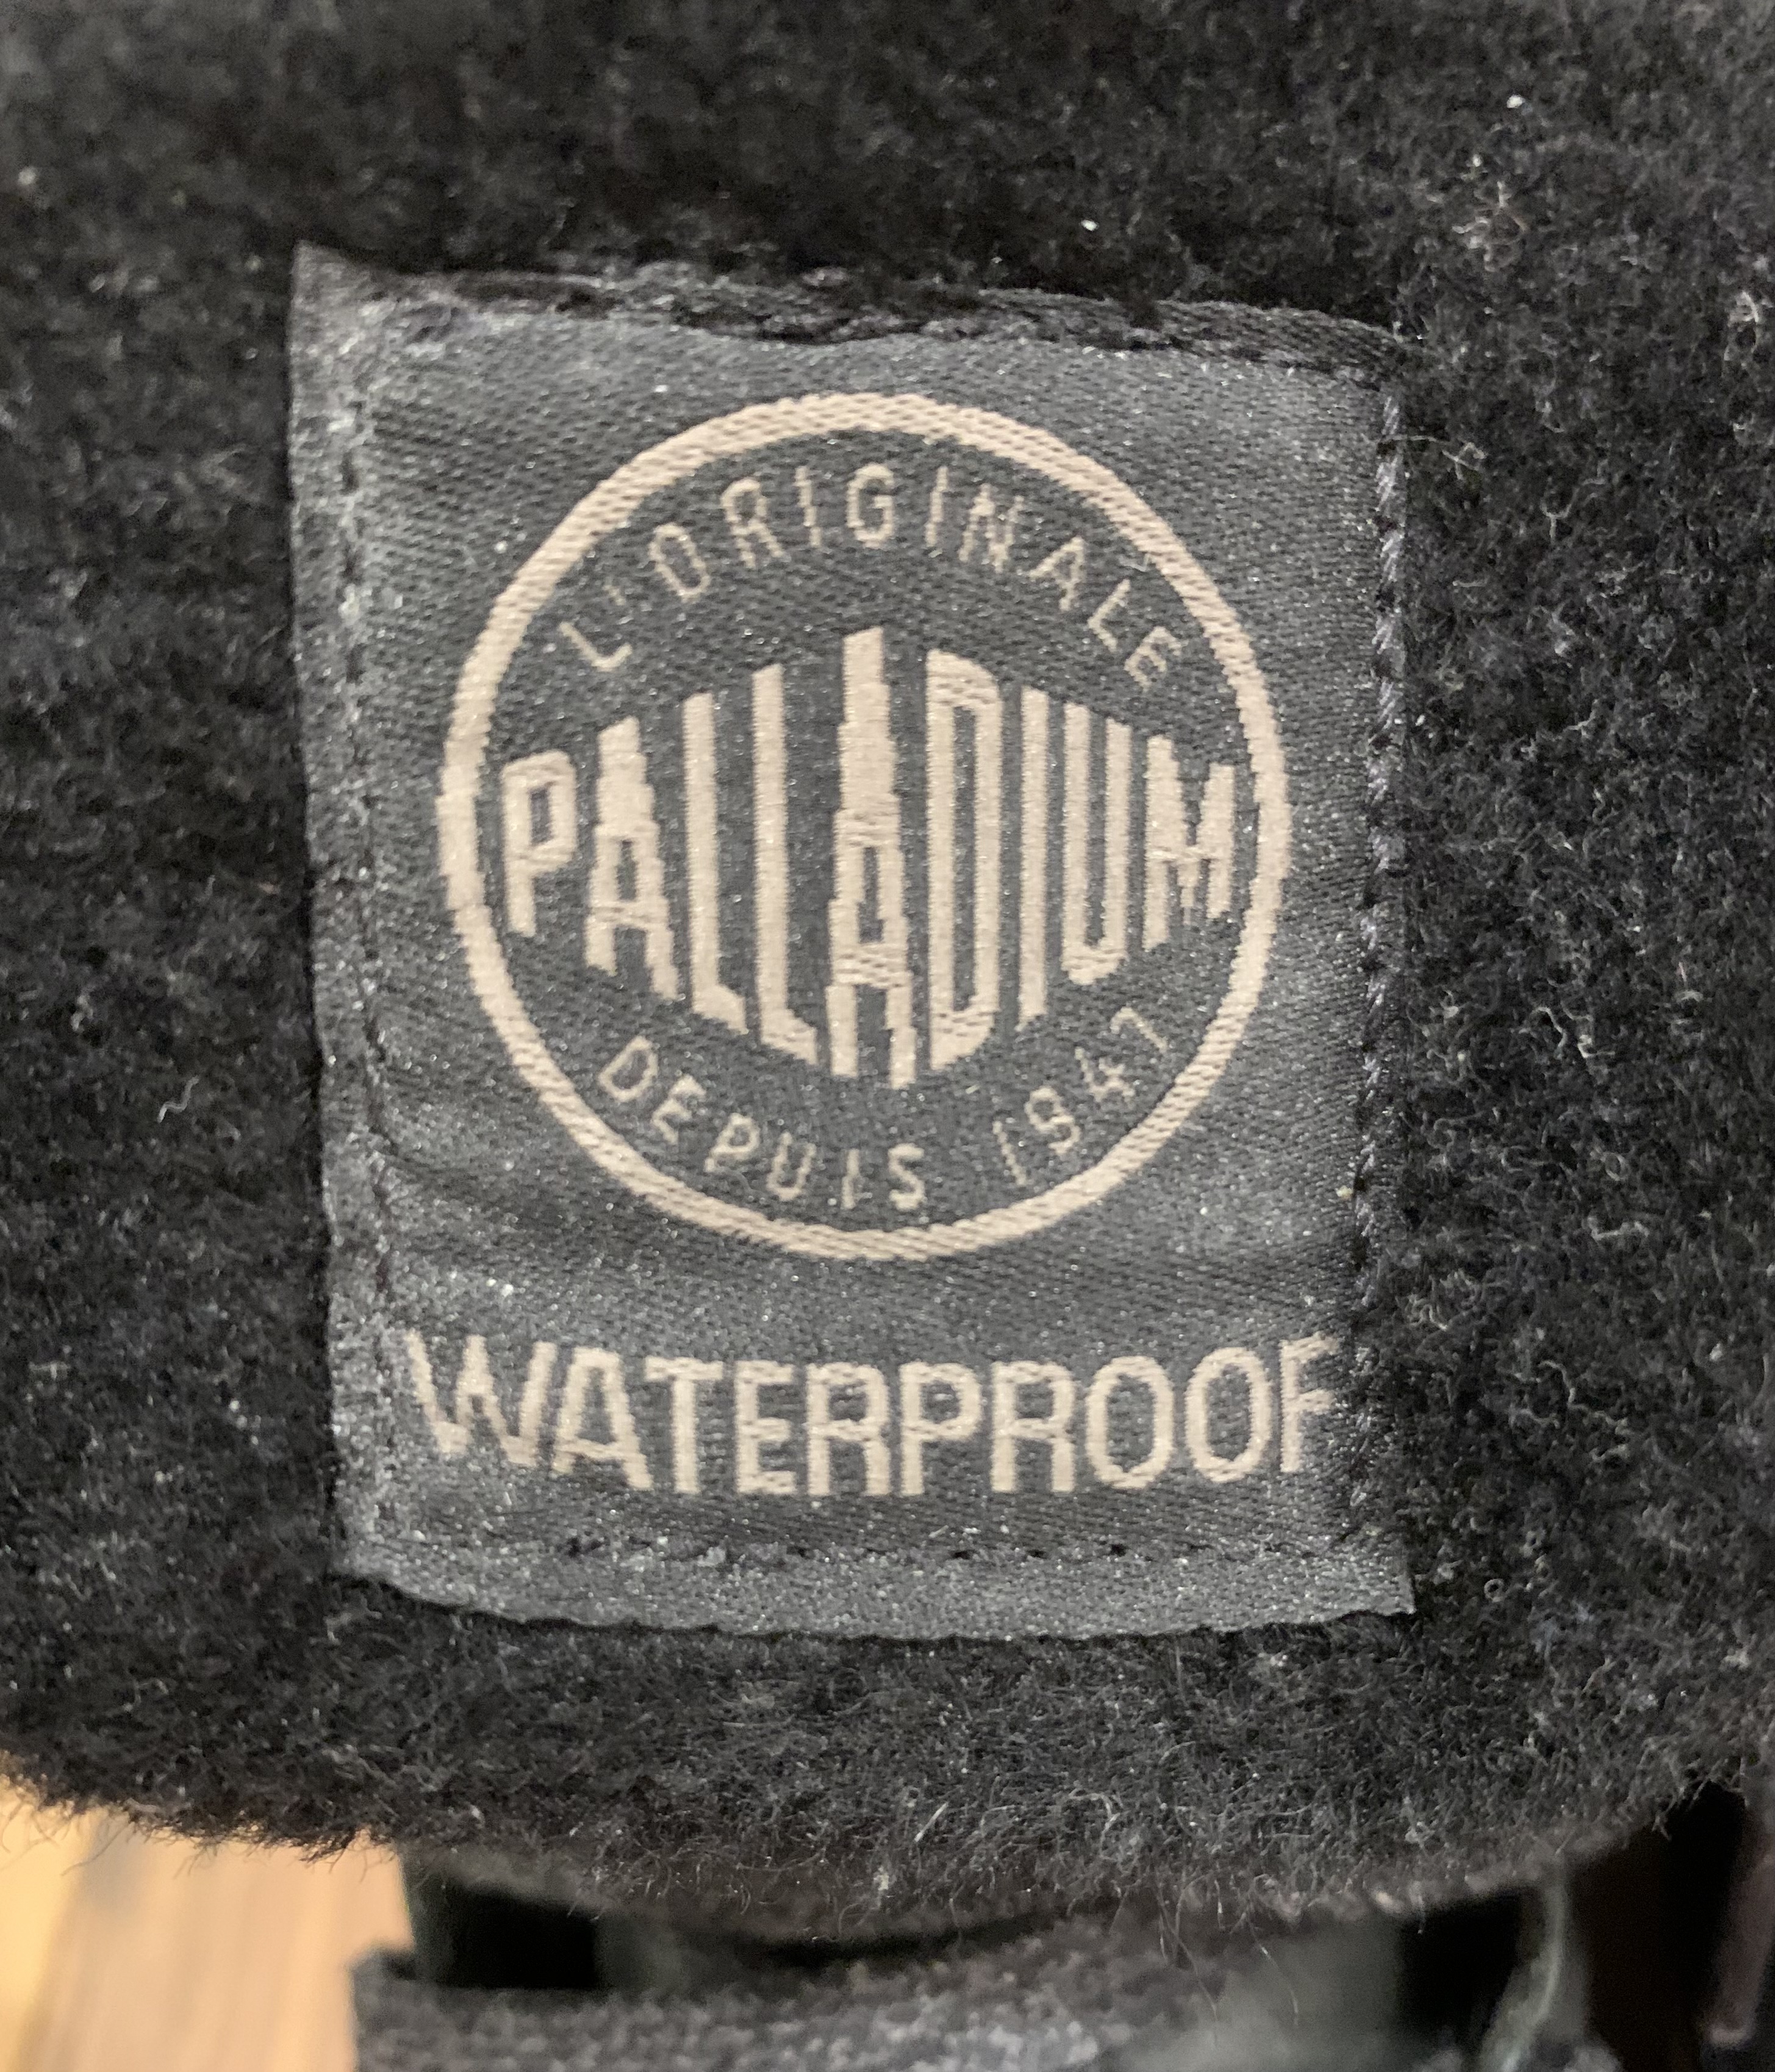 L'ORIGINALE
PALLADIUM
DEPUIS 1947
WATERPROOF